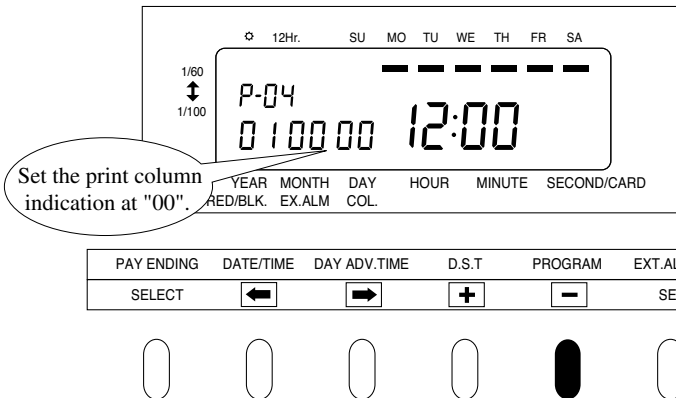 12Hr. SU MO TU WE TH FR SA
1/60
1/100
P-04
0100 00 12:00
Set the print column
indication at "00".
YEAR MONTH DAY HOUR MINUTE SECOND/CARD
RED/BLK. EX.ALM COL.
PAY ENDING DATE/TIME DAY ADV.TIME D.S.T PROGRAM
SELECT